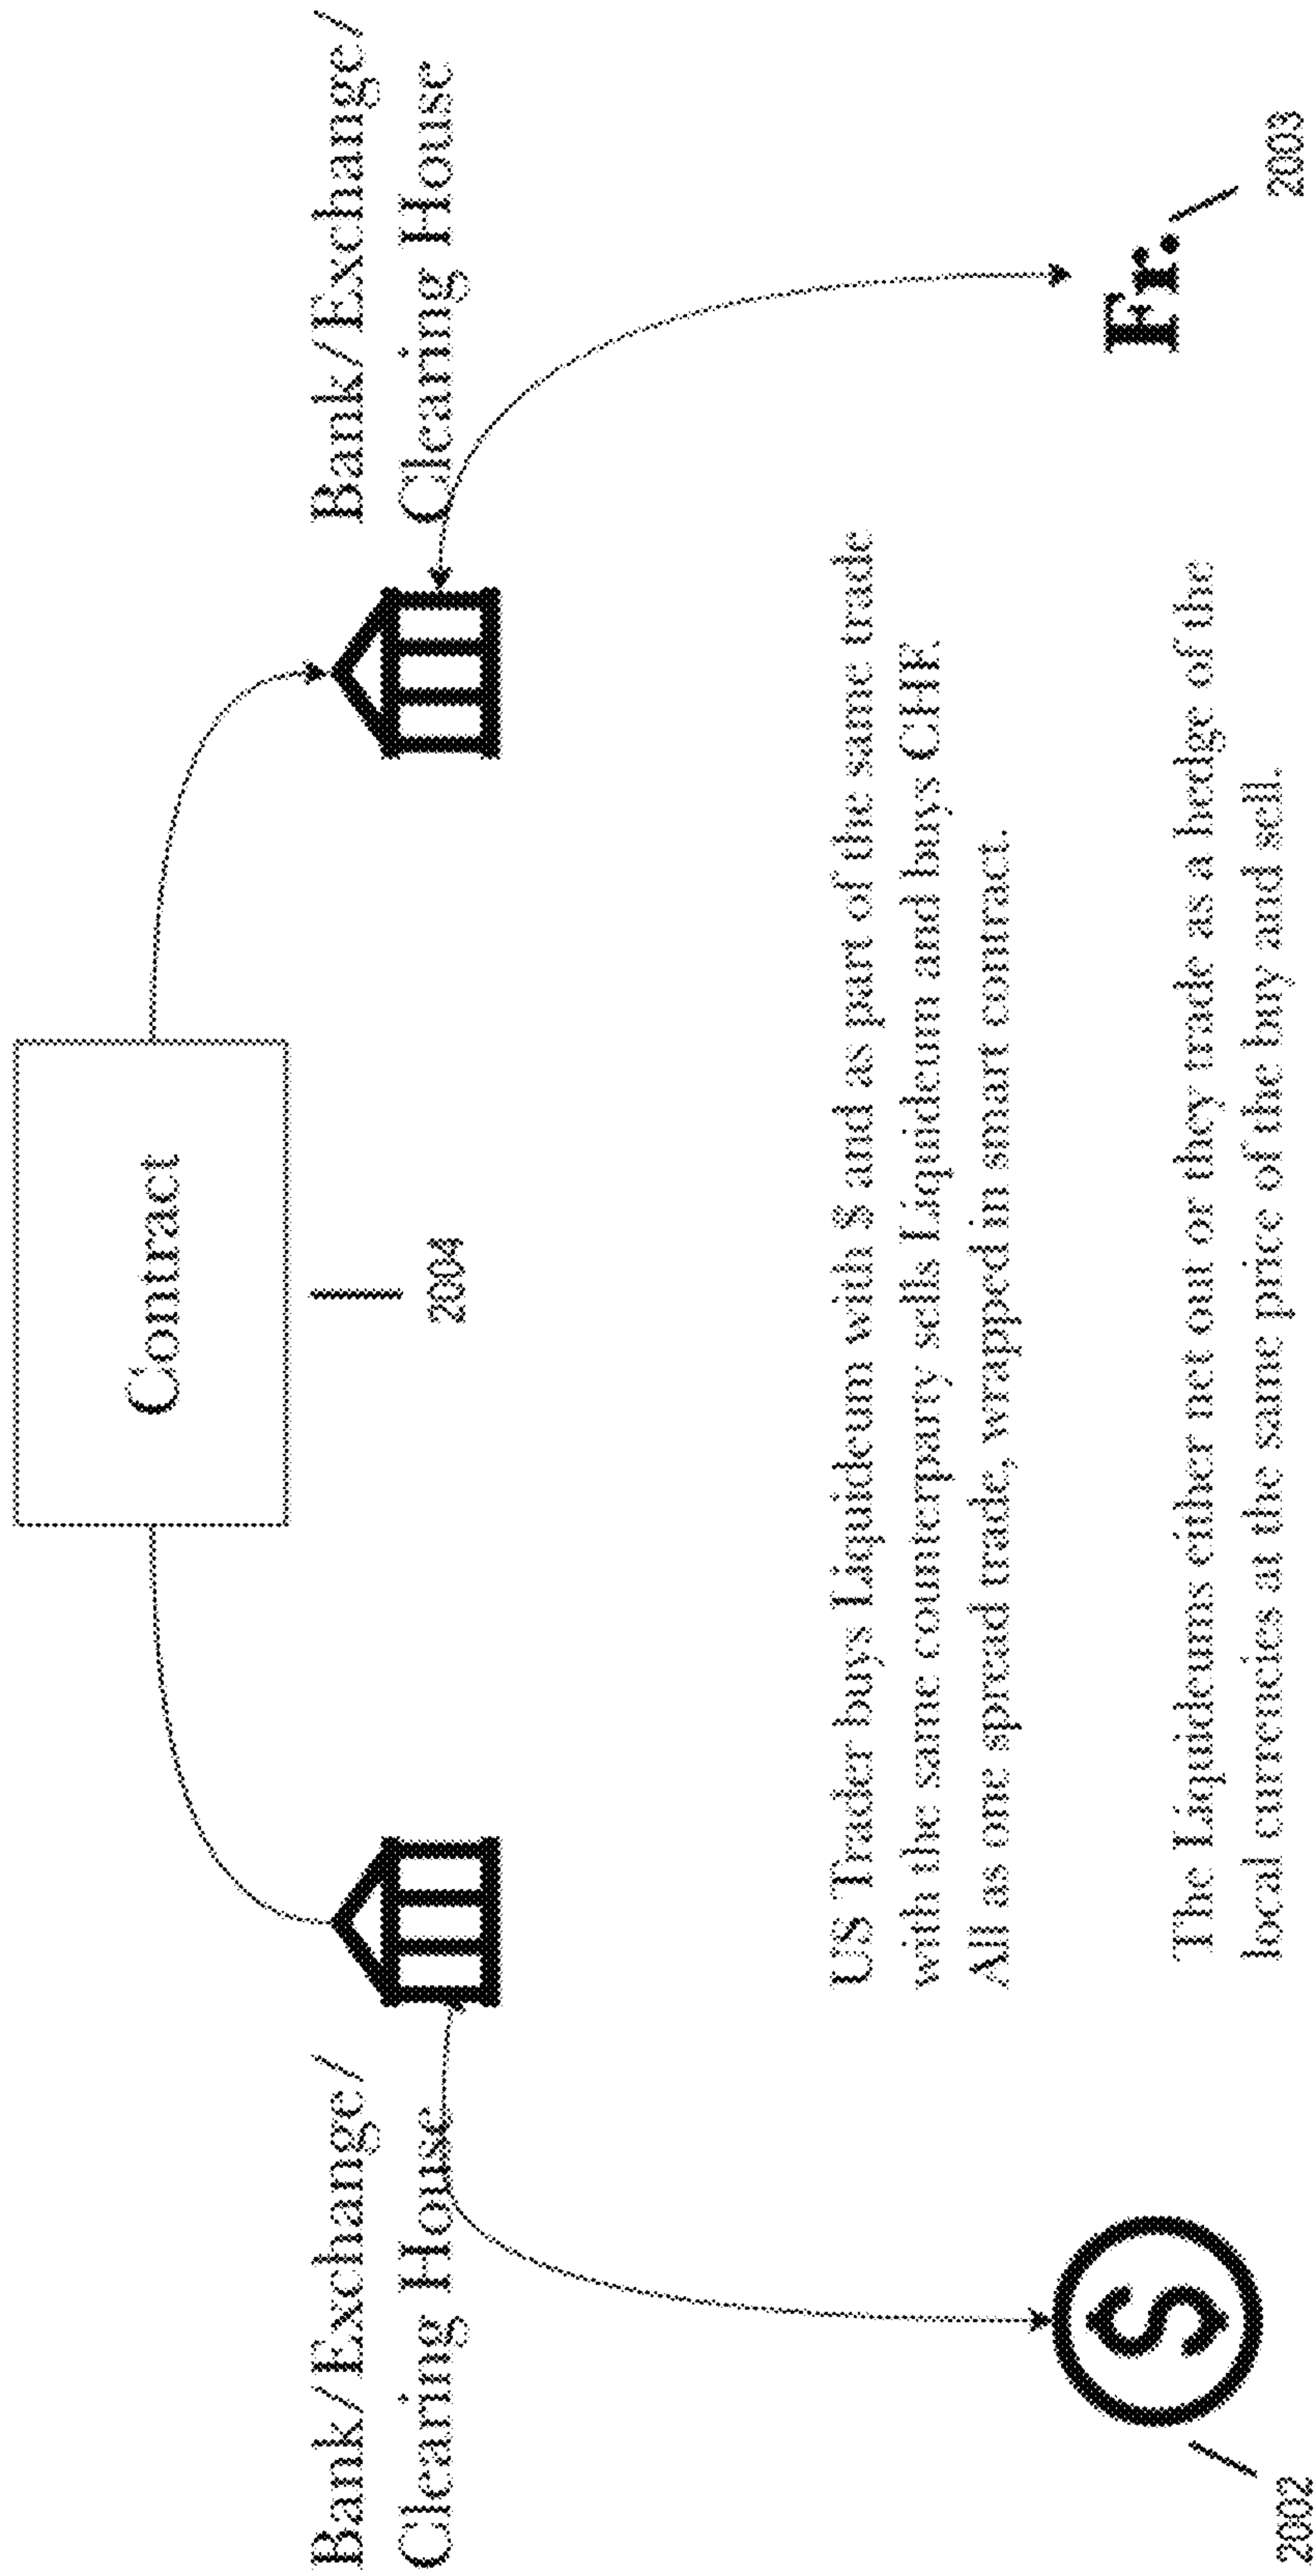 Contract
2004
Bank/Exchange/
Clearing House
Bank/Exchange/
Clearing House
US Trader buys Liquideum with $ and as part of the same trade
with the same counterparty sells Liquideum and buys CHF.
All as one spread trade, wrapped in smart contract.
The Liquideums either net out or they trade as a hedge of the
local currencies at the same price of the buy and sell.
$
2002
Fr.
2003